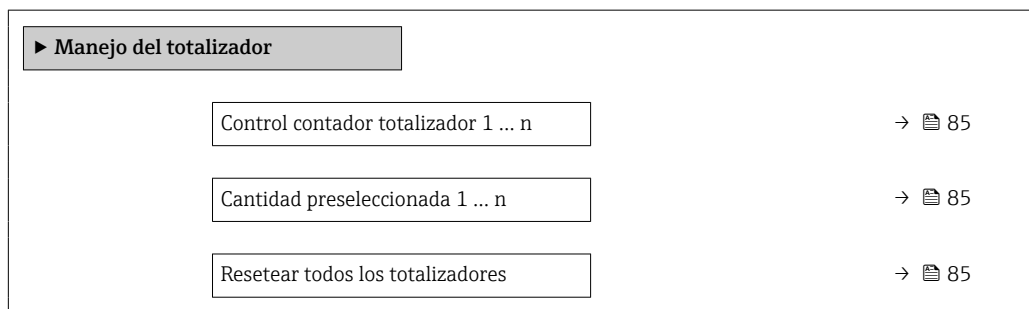 ► Manejo del totalizador
Control contador totalizador 1 … n → 85
Cantidad preseleccionada 1 … n → 85
Resetear todos los totalizadores → 85